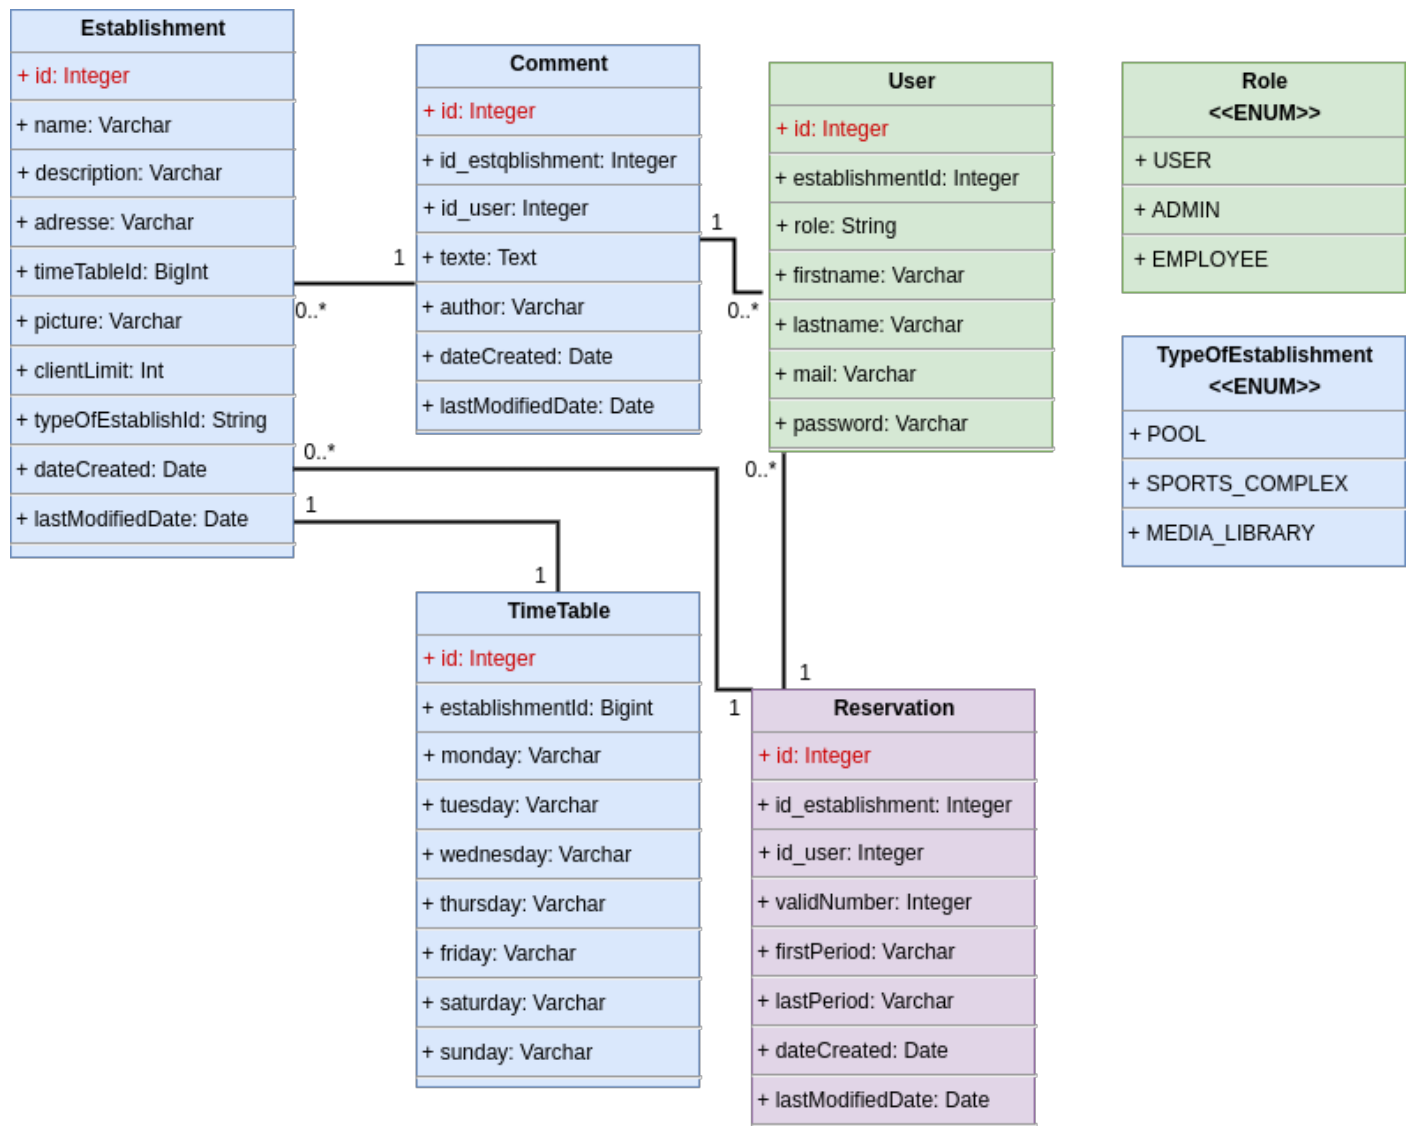 Establishment
+ id: Integer
+ name: Varchar
+ description: Varchar
+ adresse: Varchar
+ timeTableId: BigInt
+ picture: Varchar
+ clientLimit: Int
+ typeOfEstablishId: String
+ dateCreated: Date
+ lastModifiedDate: Date
1
0..*
0..*
1
1
Comment
+ id: Integer
+ id_estqblishment: Integer
+ id_user: Integer
+ texte: Text
+ author: Varchar
+ dateCreated: Date
+ lastModifiedDate: Date
1
0..*
User
+ id: Integer
+ establishmentId: Integer
+ role: String
+ firstname: Varchar
+ lastname: Varchar
+ mail: Varchar
+ password: Varchar
0..*
1
1
Role
<<ENUM>>
+ USER
+ ADMIN
+ EMPLOYEE
TypeOfEstablishment
<<ENUM>>
+ POOL
+ SPORTS_COMPLEX
+ MEDIA_LIBRARY
TimeTable
+ id: Integer
+ establishmentId: Bigint
+ monday: Varchar
+ tuesday: Varchar
+ wednesday: Varchar
+ thursday: Varchar
+ friday: Varchar
+ saturday: Varchar
+ sunday: Varchar
Reservation
+ id: Integer
+ id_establishment: Integer
+ id_user: Integer
+ validNumber: Integer
+ firstPeriod: Varchar
+ lastPeriod: Varchar
+ dateCreated: Date
+ lastModifiedDate: Date